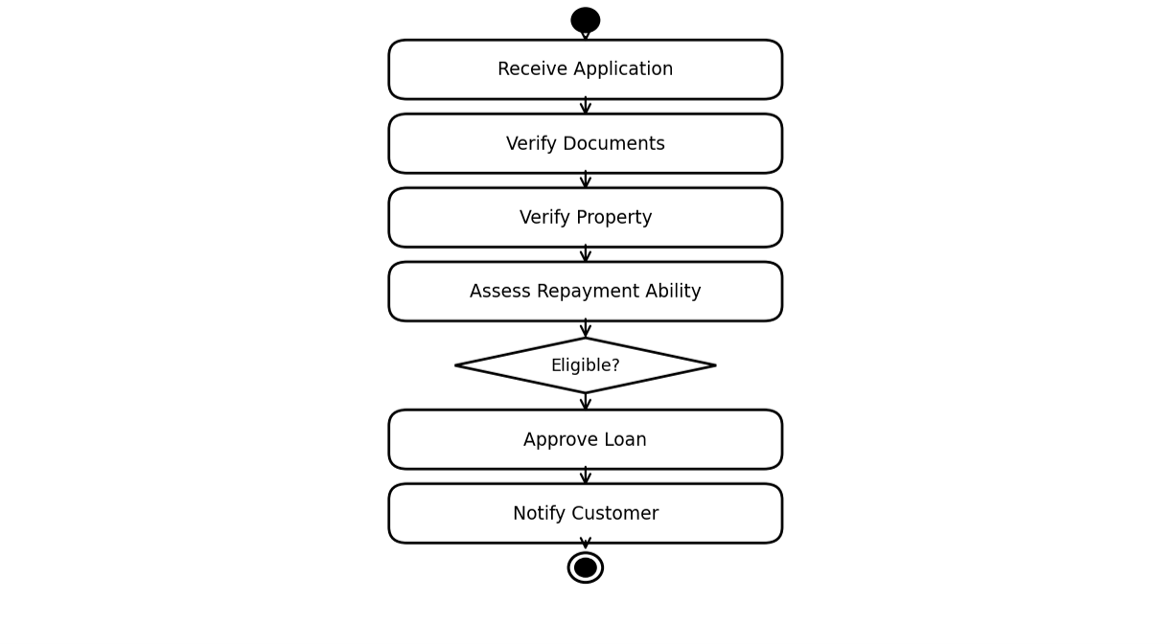 Receive Application
Verify Documents
Verify Property
Assess Repayment Ability
Eligible?
Approve Loan
Notify Customer